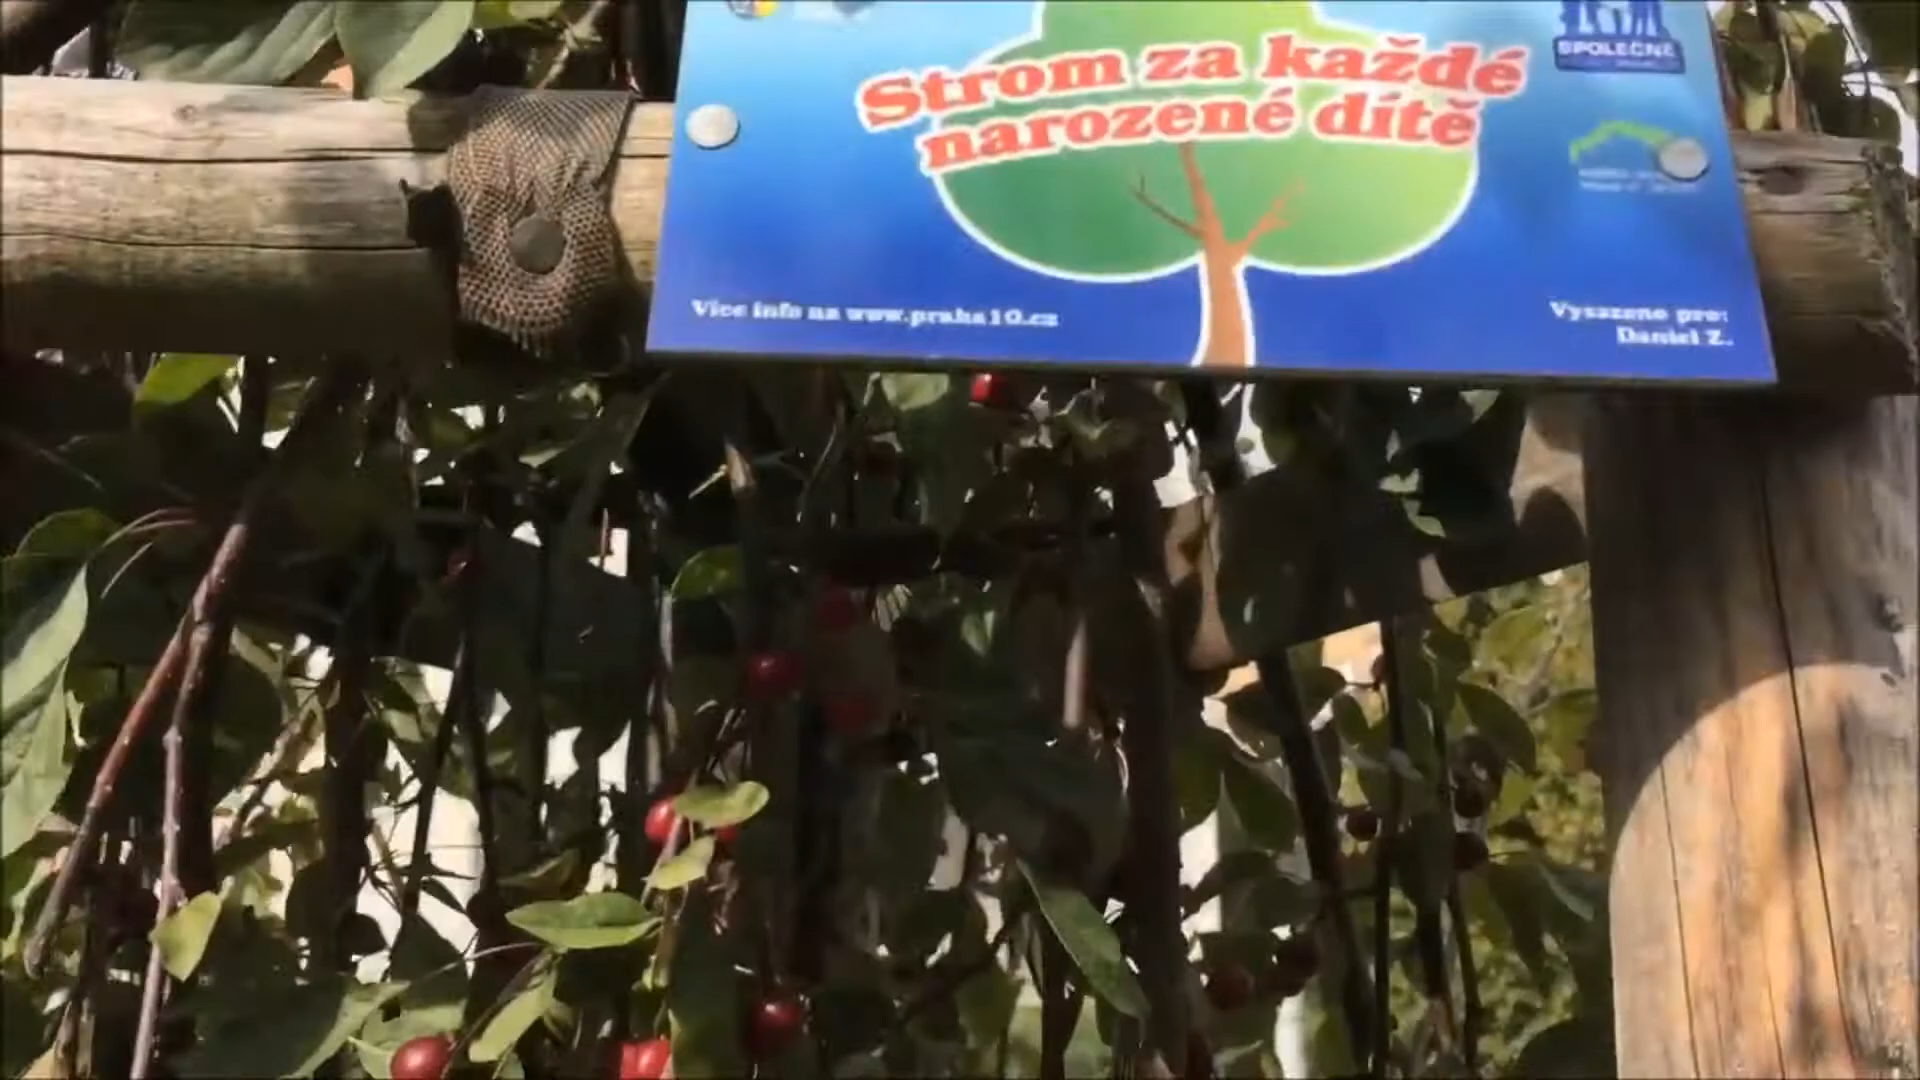 SPOLEČNĚ
Strom za každé
narozené dítě
Více info na www.praha10.cz
Vysazeno pro:
Daniel Z.